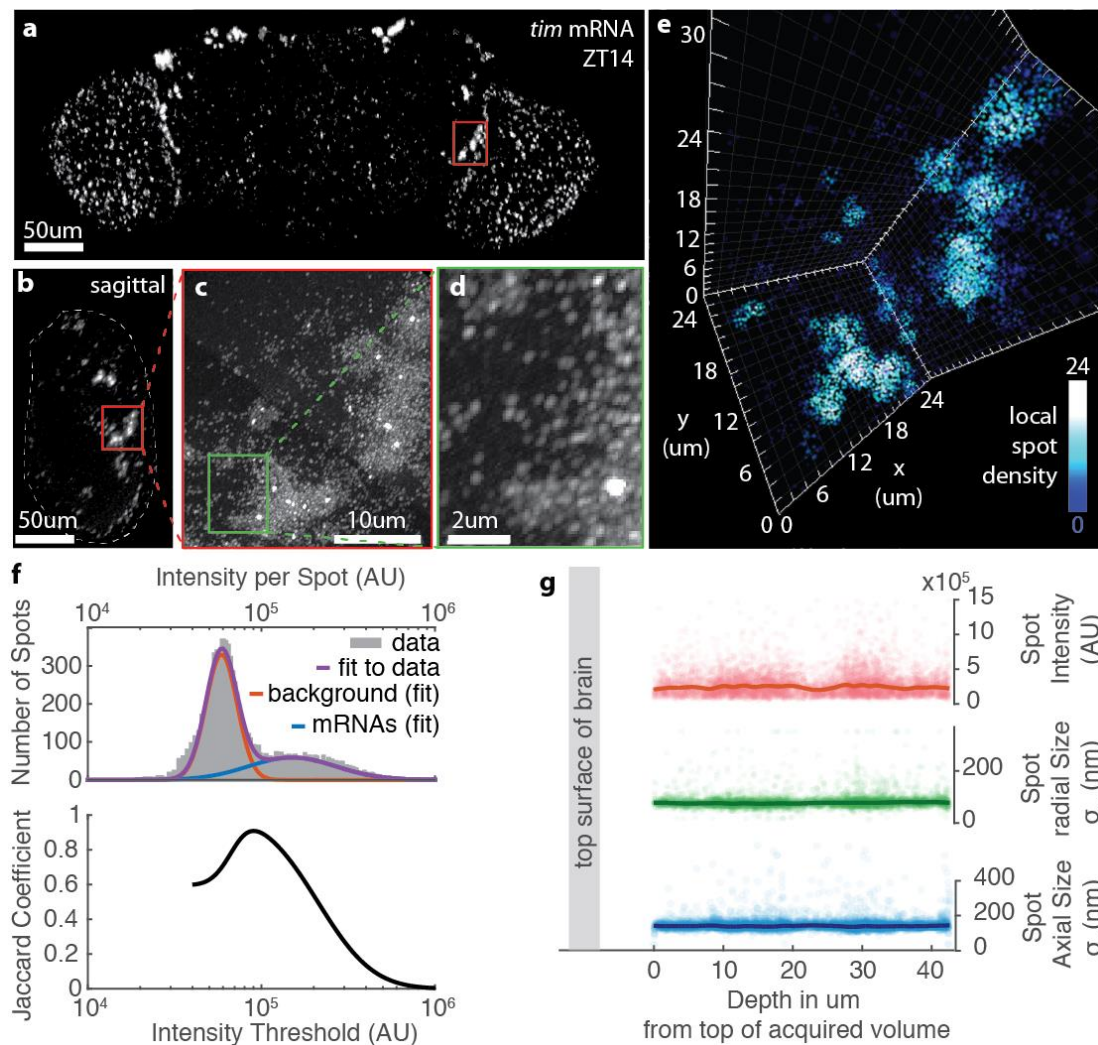 a
tim mRNA
ZT14
50um
b
sagittal
50um
c
10um
d
2um
e
30
24
18
12
6
0
24
18
12
6
0
y
(um)
0
6
12
18
24
x
(um)
local
spot
density
24
0
f
Intensity per Spot (AU)
10^4 10^5 10^6
Number of Spots
300
200
100
0
data
fit to data
background (fit)
mRNAs (fit)
Jaccard Coefficient
1
0.8
0.6
0.4
0.2
0
10^4 10^5 10^6
Intensity Threshold (AU)
g
top surface of brain
x10^5
15
10
5
0
Spot
Intensity
(AU)
200
0
Spot
radial Size
σ (nm)
400
200
0
Spot
Axial Size
σ (nm)
0 10 20 30 40
Depth in um
from top of acquired volume